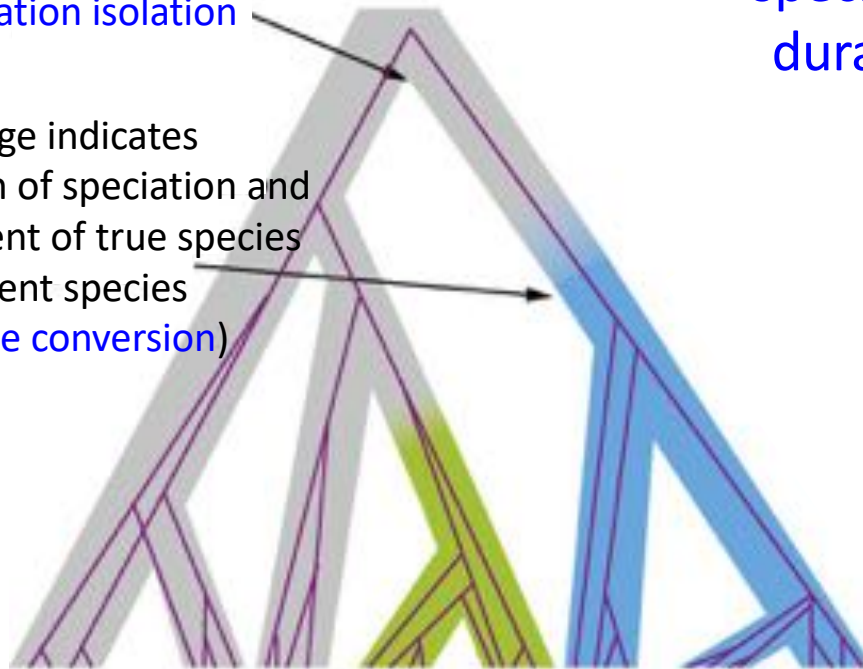 ation isolation
dura
ge indicates
n of speciation and
ent of true species
ent species
e conversion)